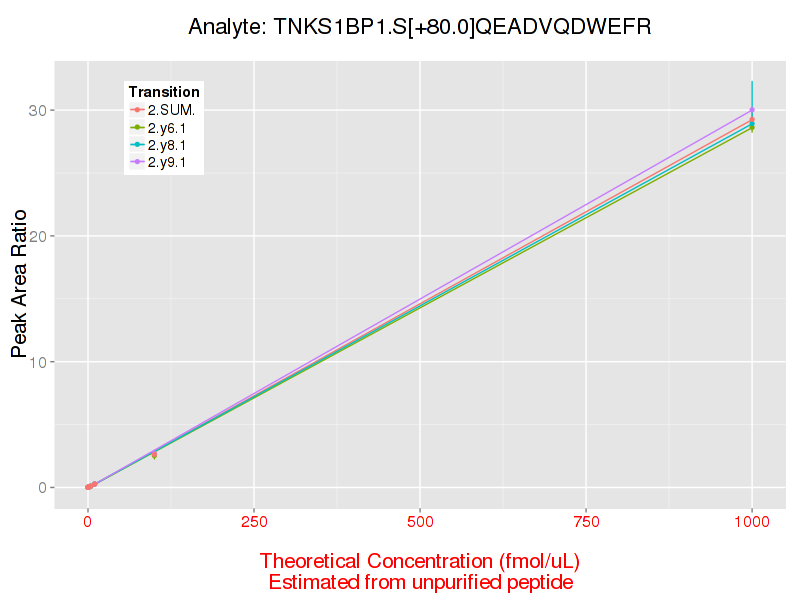 Analyte: TNKS1BP1.S[+80.0]QEADVQDWEFR
Transition
2.SUM.
2.y6.1
2.y8.1
2.y9.1
Peak Area Ratio
30
20
10
0
0 250 500 750 1000
Theoretical Concentration (fmol/uL)
Estimated from unpurified peptide